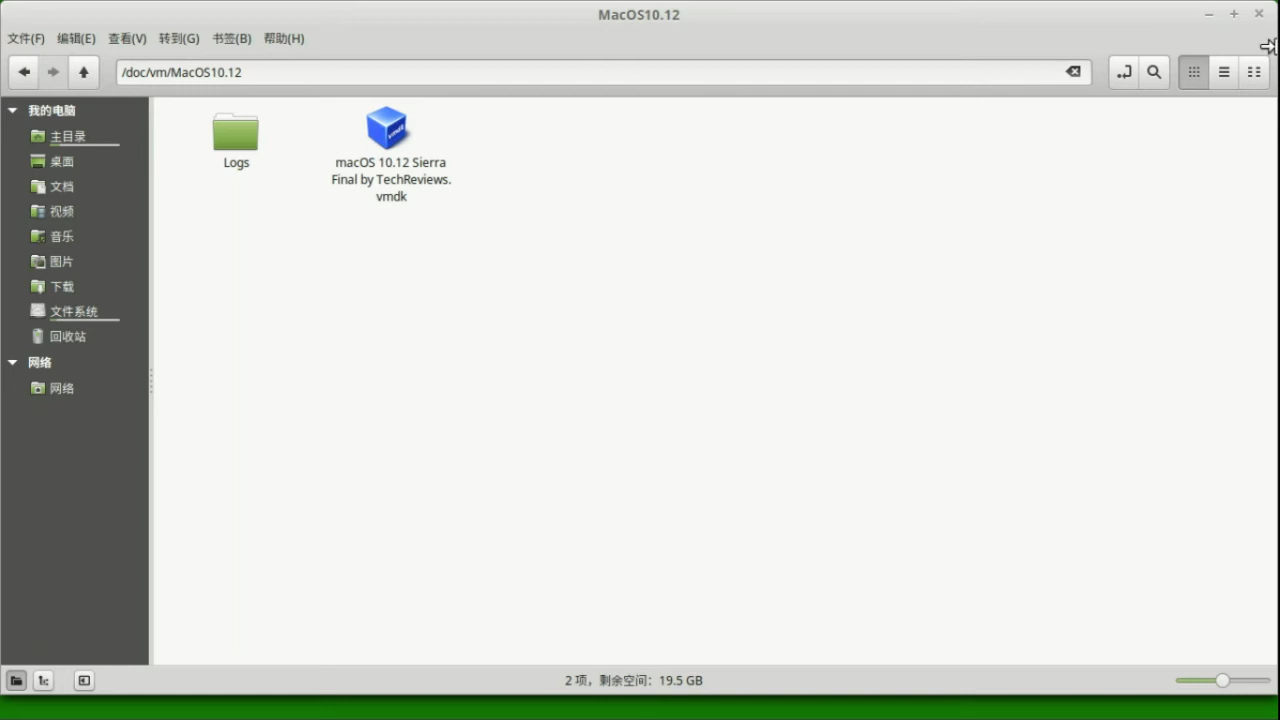 MacOS10.12
文件(F) 编辑(E) 查看(V) 转到(G) 书签(B) 帮助(H)
/doc/vm/MacOS10.12
我的电脑
主目录
桌面
文档
视频
音乐
图片
下载
文件系统
回收站
网络
网络
Logs
vmdk
macOS 10.12 Sierra
Final by TechReviews.
vmdk
2 项，剩余空间：19.5 GB